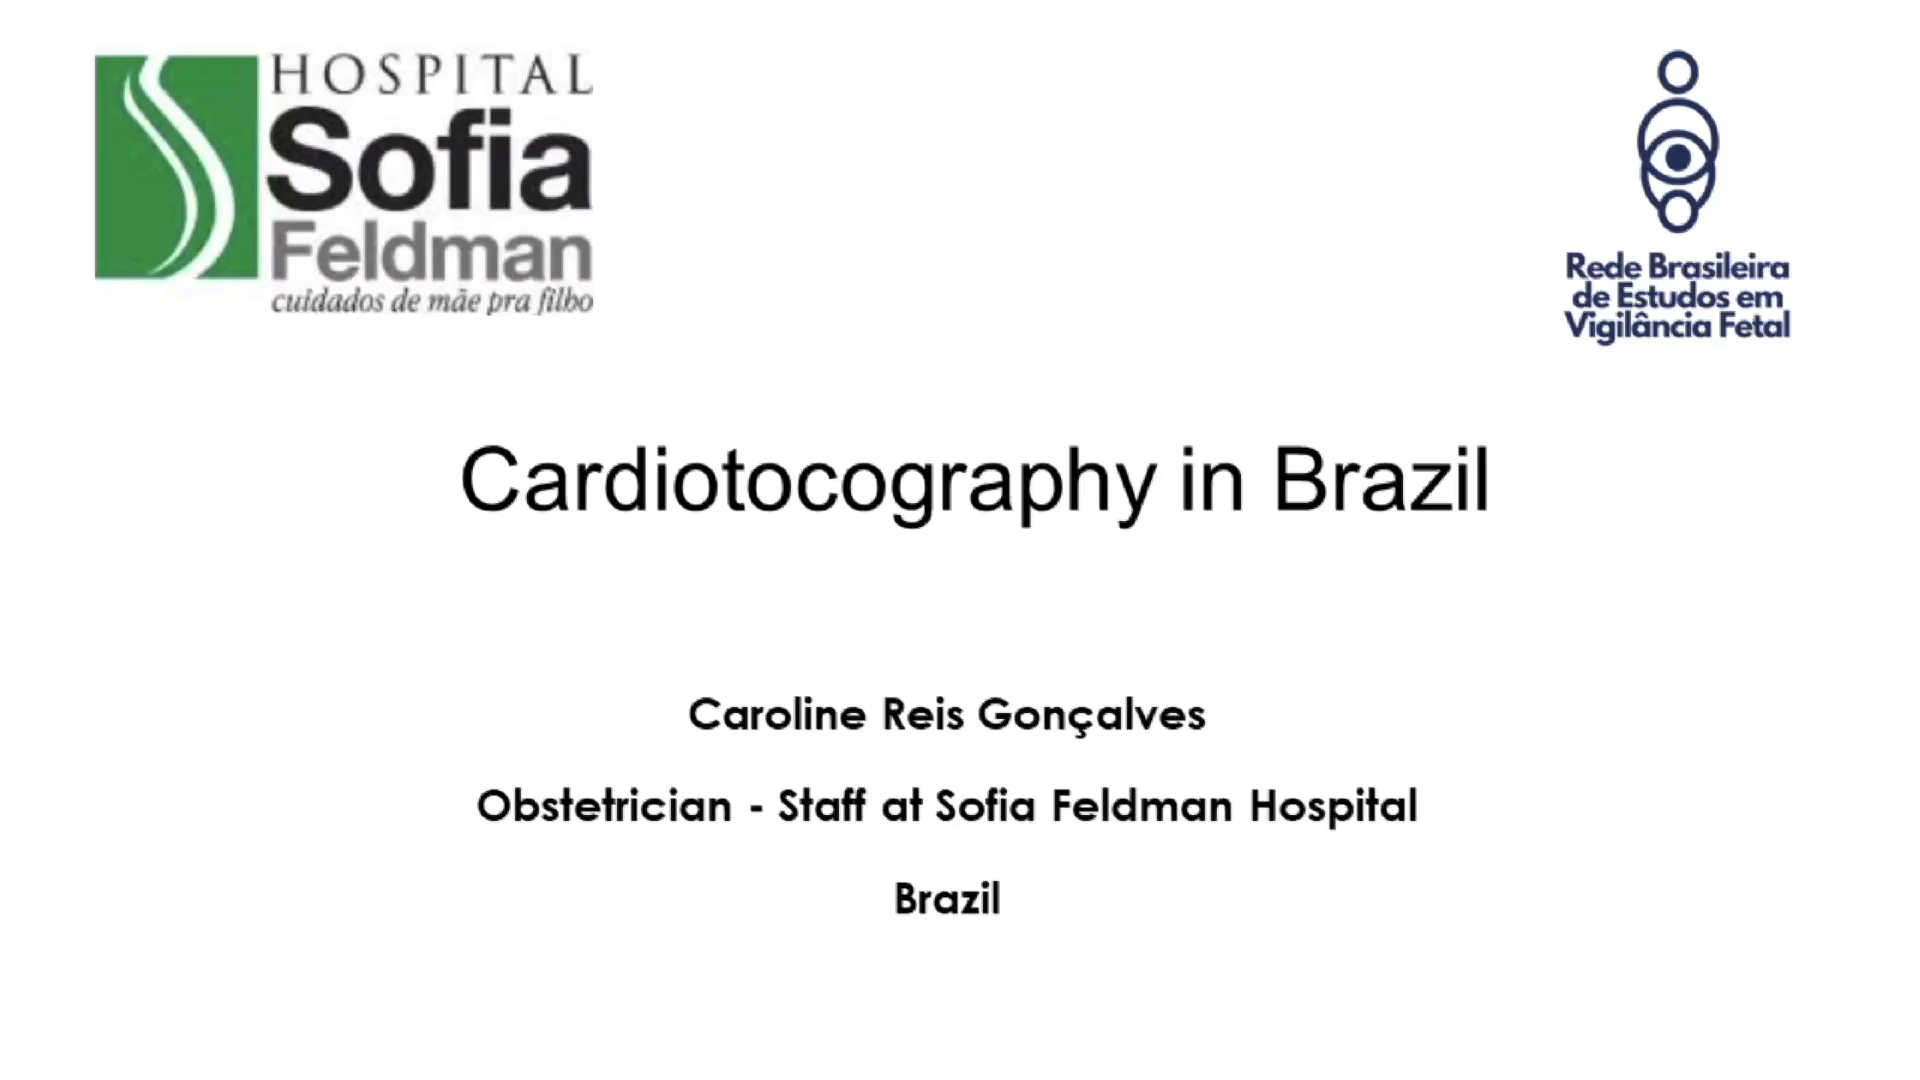 HOSPITAL
Sofia
Feldman
cuidados de mãe pra filho
Rede Brasileira
de Estudos em
Vigilância Fetal
Cardiotocography in Brazil
Caroline Reis Gonçalves
Obstetrician - Staff at Sofia Feldman Hospital
Brazil